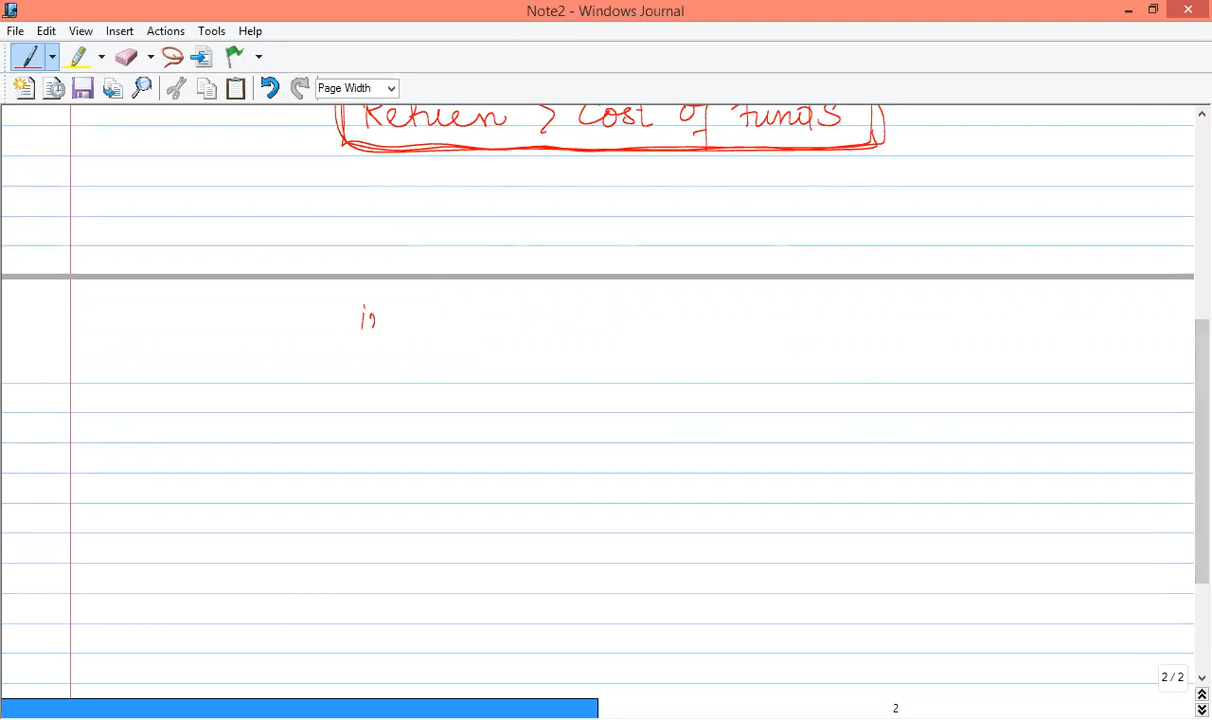 Note2 - Windows Journal
File Edit View Insert Actions Tools Help
Page Width
Return > Cost of Funds
2 / 2
2